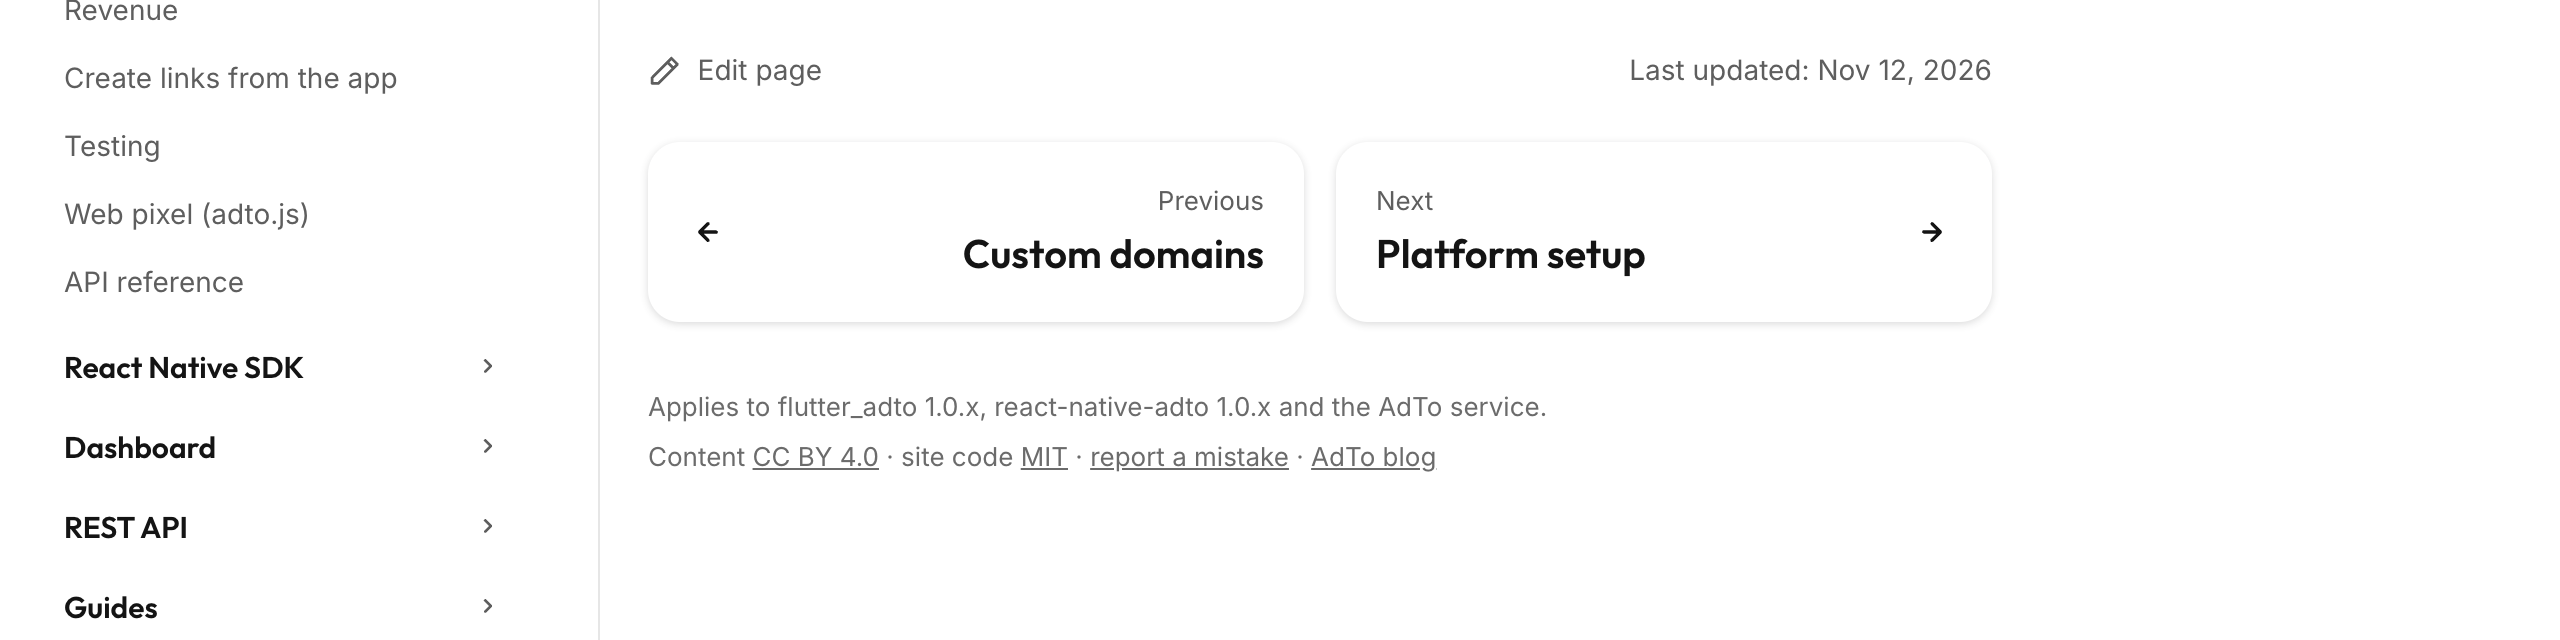 Revenue
Create links from the app
Testing
Web pixel (adto.js)
API reference
React Native SDK
Dashboard
REST API
Guides
Edit page
Last updated: Nov 12, 2026
Previous
Custom domains
Next
Platform setup
Applies to flutter_adto 1.0.x, react-native-adto 1.0.x and the AdTo service.
Content CC BY 4.0 · site code MIT · report a mistake · AdTo blog